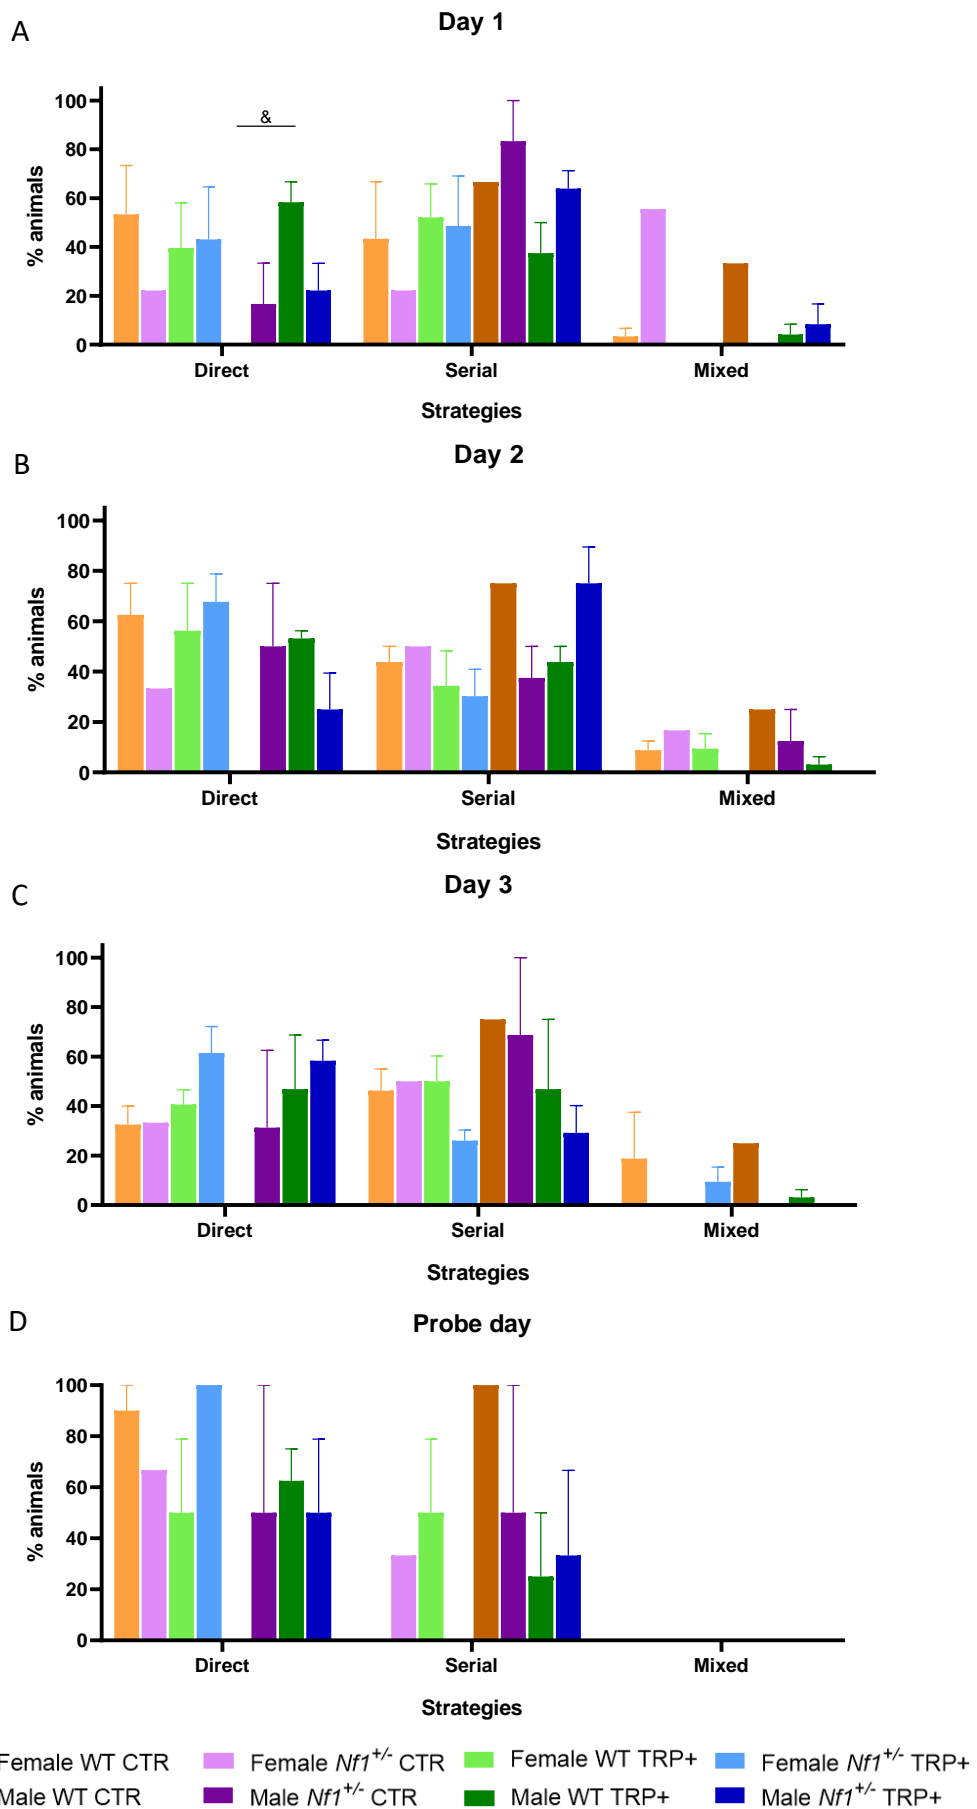 A
Day 1
% animals
100
80
60
40
20
0
&
Direct
Serial
Mixed
Strategies
B
Day 2
% animals
100
80
60
40
20
0
Direct
Serial
Mixed
Strategies
C
Day 3
% animals
100
80
60
40
20
0
Direct
Serial
Mixed
Strategies
D
Probe day
% animals
100
80
60
40
20
0
Direct
Serial
Mixed
Strategies
Female WT CTR
Female Nf1+/- CTR
Female WT TRP+
Female Nf1+/- TRP+
Male WT CTR
Male Nf1+/- CTR
Male WT TRP+
Male Nf1+/- TRP+